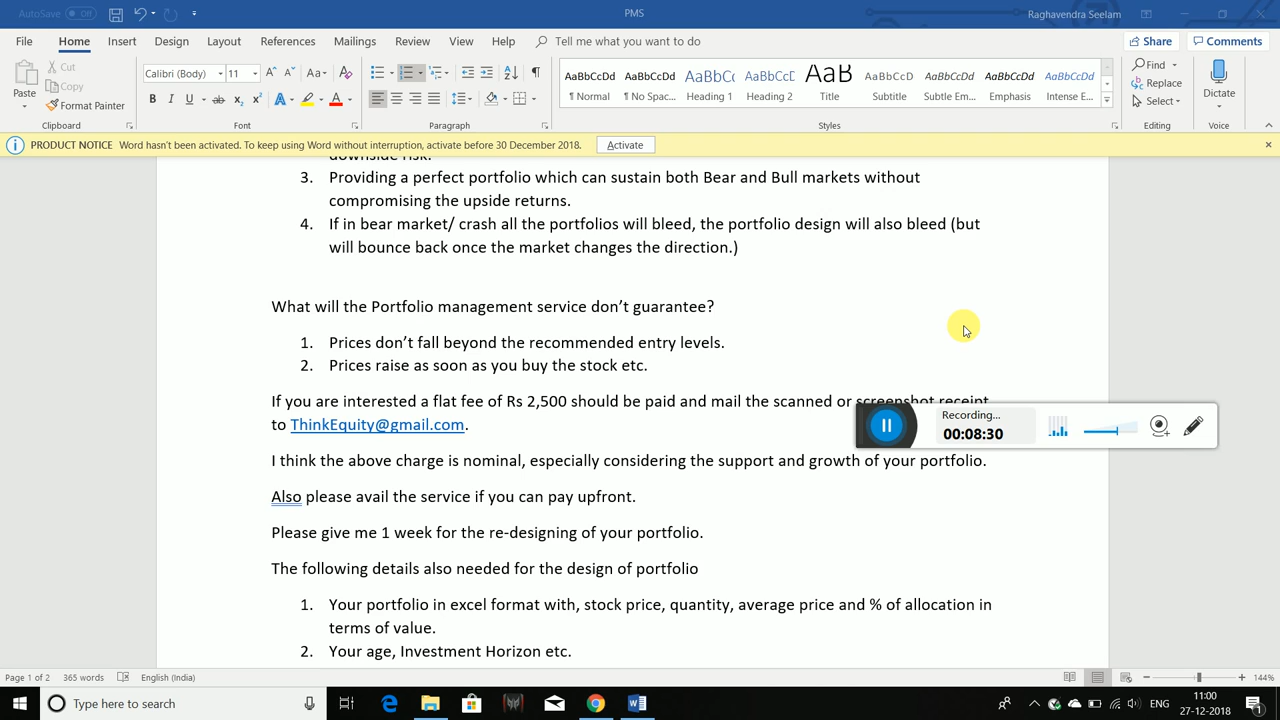 AutoSave Off PMS Raghavendra Seelam
File Home Insert Design Layout References Mailings Review View Help Tell me what you want to do Share Comments
Paste Cut Copy Format Painter
Calibri (Body) 11 Aa
B I U ab x₂ x² A A
AaBbCcDd AaBbCcDd AaBbCc AaBbCcD AaB AaBbCcD AaBbCcDd AaBbCcDd AaBbCcDd
¶ Normal ¶ No Spac... Heading 1 Heading 2 Title Subtitle Subtle Em... Emphasis Intense E...
Find Replace Select Dictate
Clipboard Font Paragraph Styles Editing Voice
PRODUCT NOTICE Word hasn't been activated. To keep using Word without interruption, activate before 30 December 2018. Activate
downside risk.
3. Providing a perfect portfolio which can sustain both Bear and Bull markets without
compromising the upside returns.
4. If in bear market/ crash all the portfolios will bleed, the portfolio design will also bleed (but
will bounce back once the market changes the direction.)
What will the Portfolio management service don't guarantee?
1. Prices don't fall beyond the recommended entry levels.
2. Prices raise as soon as you buy the stock etc.
If you are interested a flat fee of Rs 2,500 should be paid and mail the scanned or screenshot receipt
to ThinkEquity@gmail.com.
Recording...
00:08:30
I think the above charge is nominal, especially considering the support and growth of your portfolio.
Also please avail the service if you can pay upfront.
Please give me 1 week for the re-designing of your portfolio.
The following details also needed for the design of portfolio
1. Your portfolio in excel format with, stock price, quantity, average price and % of allocation in
terms of value.
2. Your age, Investment Horizon etc.
Page 1 of 2 365 words English (India) 144%
Type here to search ENG 11:00
27-12-2018